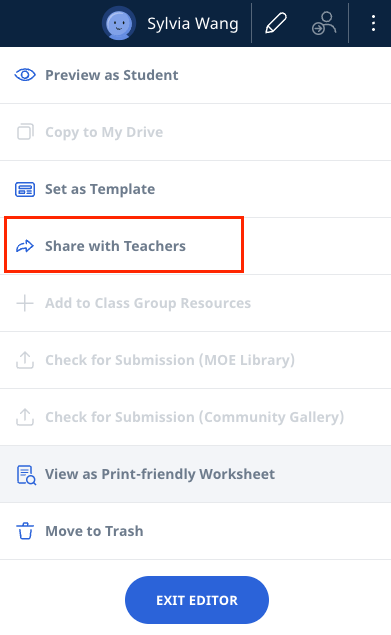 Sylvia Wang
Preview as Student
Copy to My Drive
Set as Template
Share with Teachers
Add to Class Group Resources
Check for Submission (MOE Library)
Check for Submission (Community Gallery)
View as Print-friendly Worksheet
Move to Trash
EXIT EDITOR